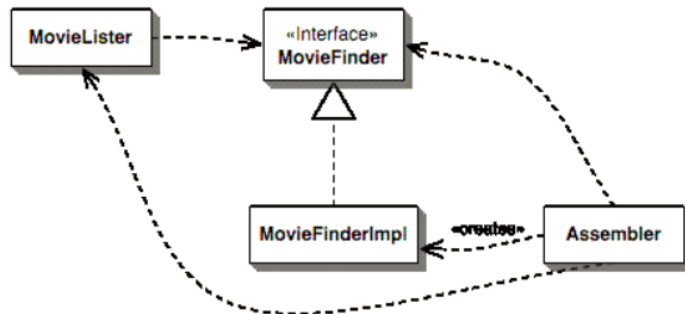 MovieLister
«Interface»
MovieFinder
MovieFinderImpl
«creates»
Assembler